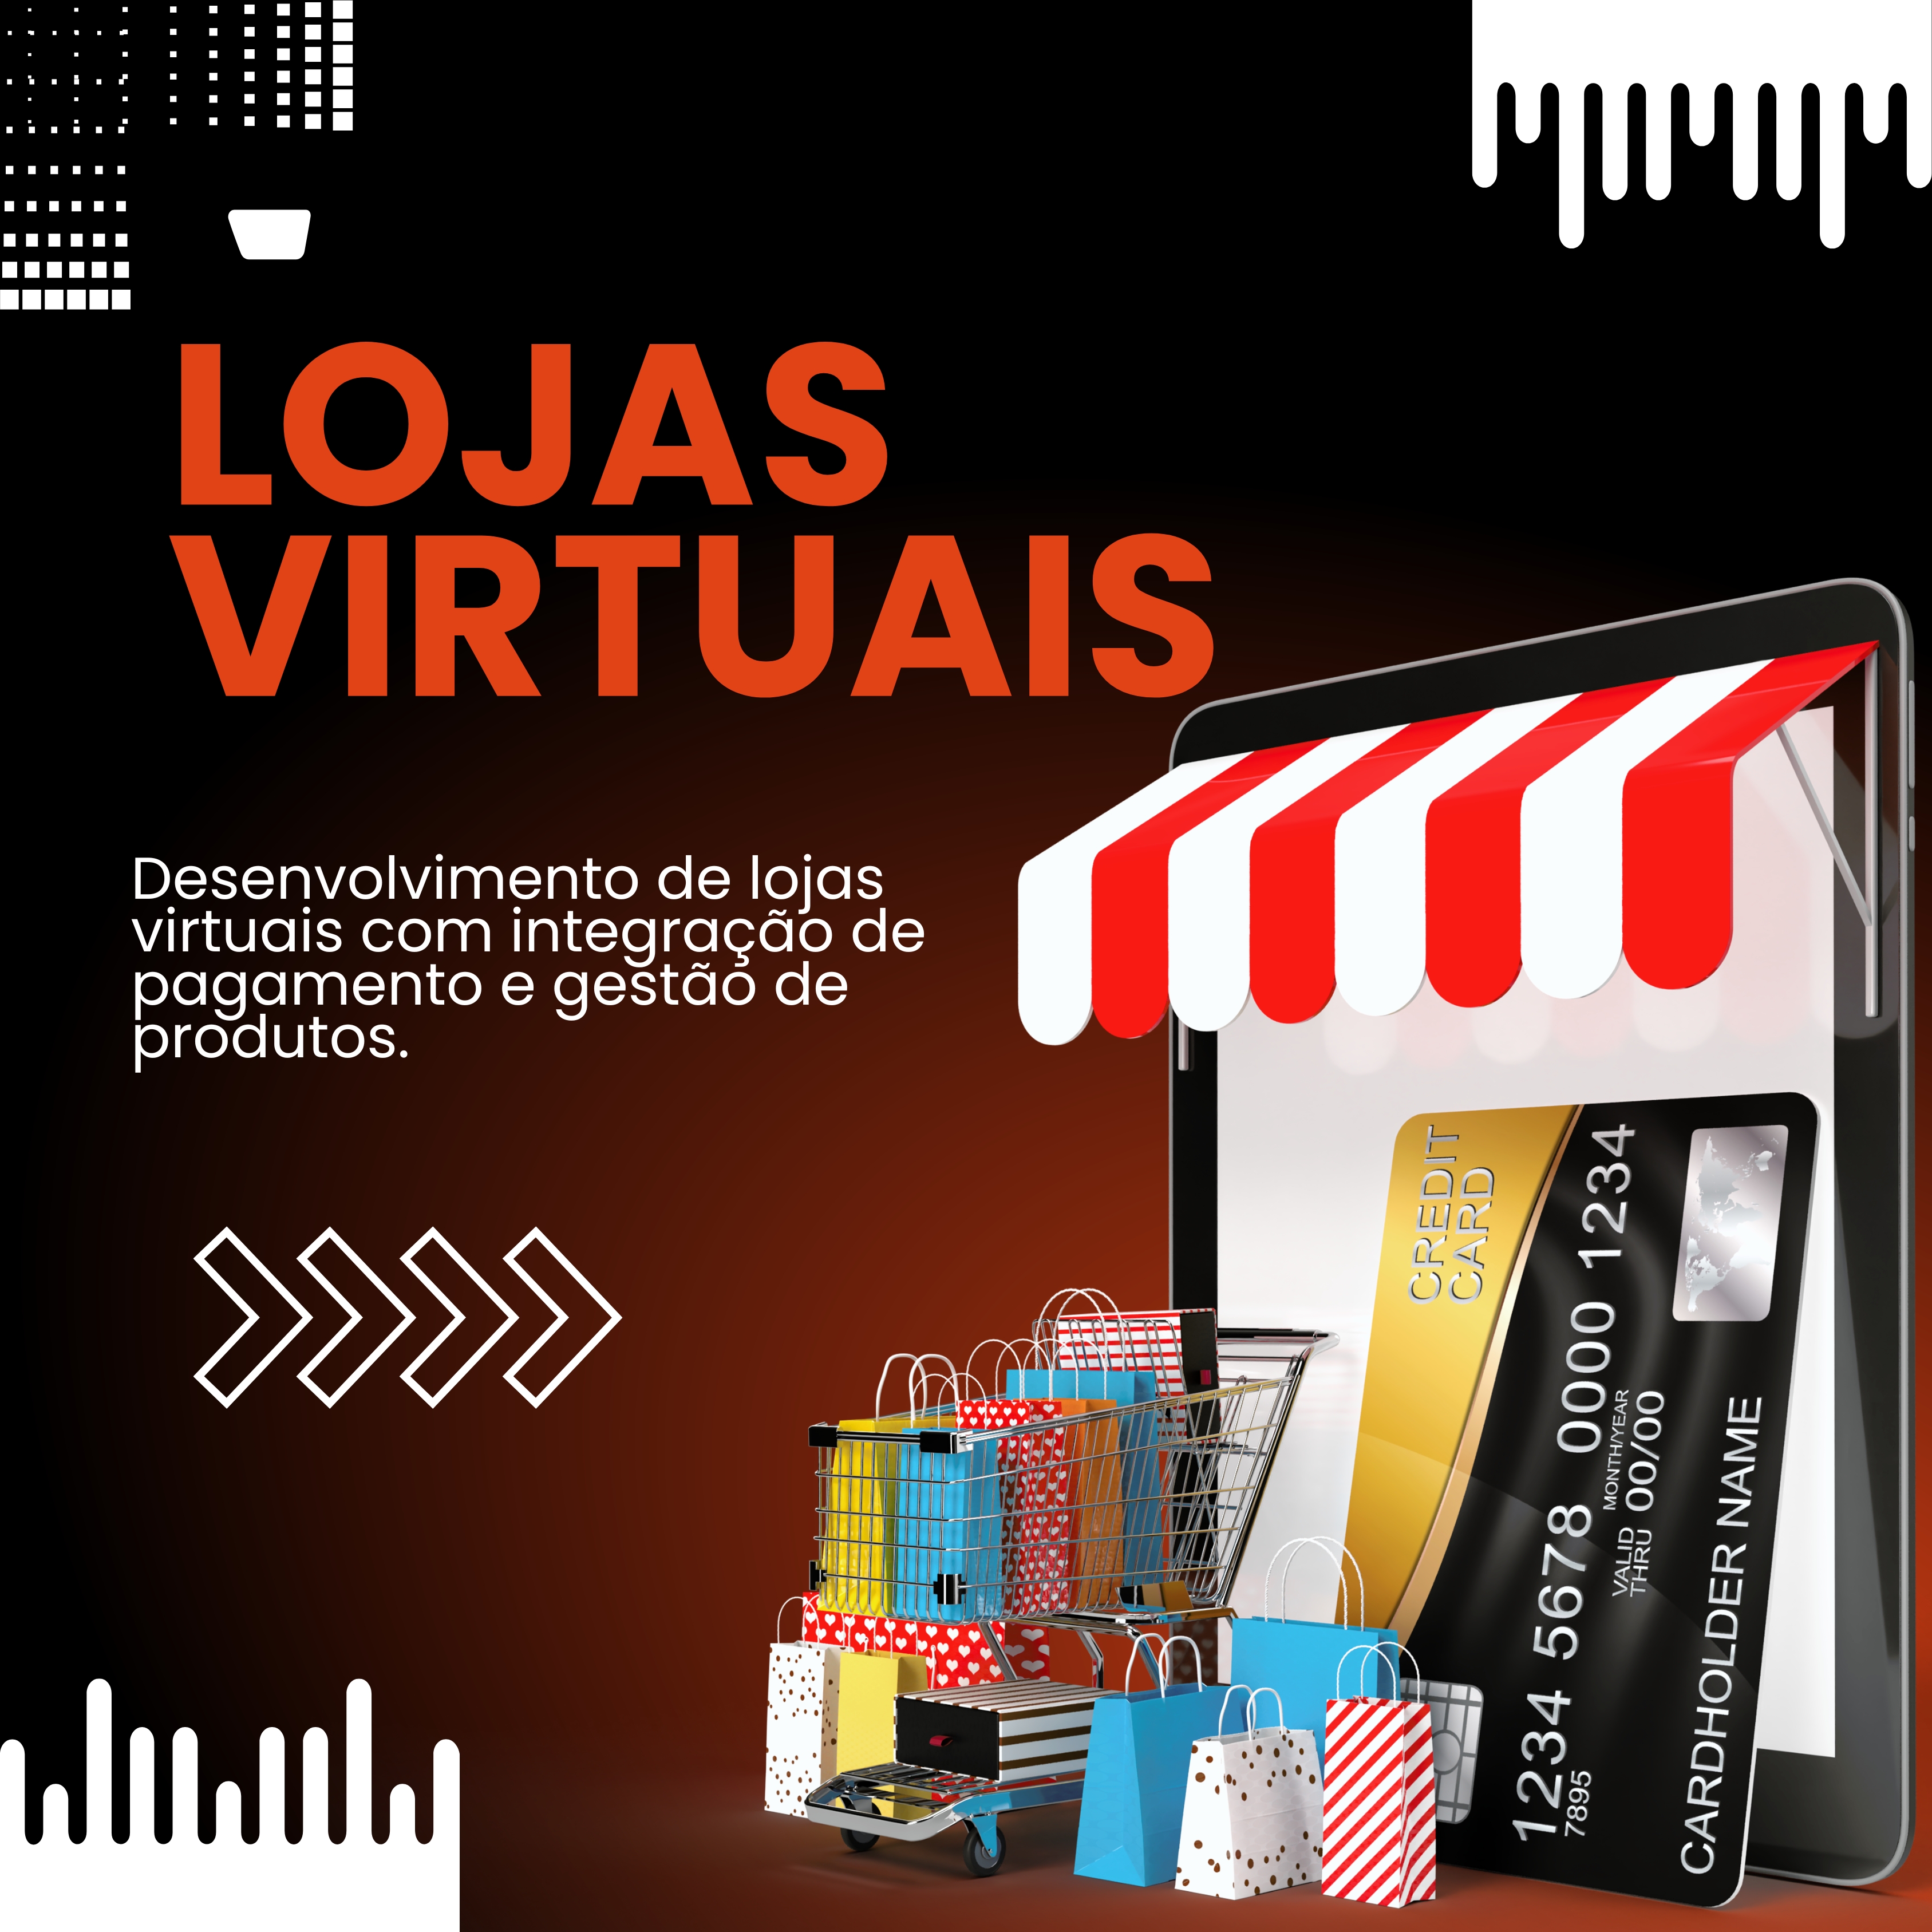 LOJAS
VIRTUAIS
Desenvolvimento de lojas
virtuais com integração de
pagamento e gestão de
produtos.
CREDIT
CARD
1234 5678 0000 1234
7895
VALID
THRU
MONTH/YEAR
00/00
CARDHOLDER NAME